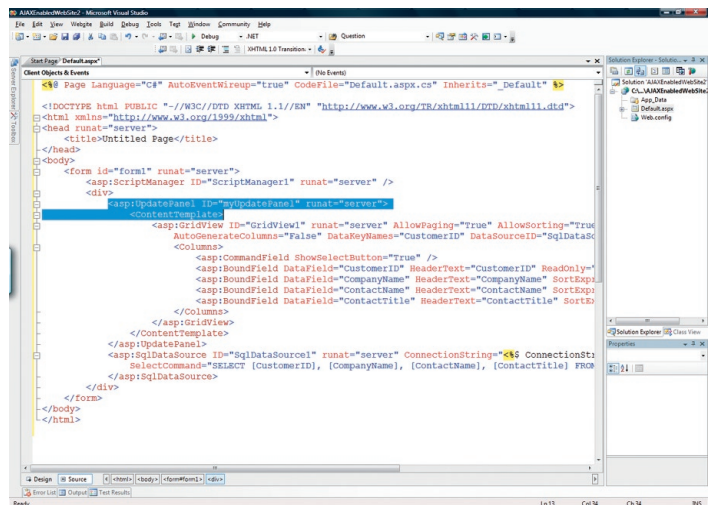 AJAXEnabledWebSite2 - Microsoft Visual Studio
File Edit View Website Build Debug Tools Test Window Community Help
Debug .NET Question
XHTML 1.0 Transition
Start Page Default.aspx*
Client Objects & Events (No Events)
<%@ Page Language="C#" AutoEventWireup="true" CodeFile="Default.aspx.cs" Inherits="_Default" %>
<!DOCTYPE html PUBLIC "-//W3C//DTD XHTML 1.1//EN" "http://www.w3.org/TR/xhtml11/DTD/xhtml11.dtd">
<html xmlns="http://www.w3.org/1999/xhtml">
<head runat="server">
<title>Untitled Page</title>
</head>
<body>
<form id="form1" runat="server">
<asp:ScriptManager ID="ScriptManager1" runat="server" />
<div>
<asp:UpdatePanel ID="myUpdatePanel" runat="server">
<ContentTemplate>
<asp:GridView ID="GridView1" runat="server" AllowPaging="True" AllowSorting="True
AutoGenerateColumns="False" DataKeyNames="CustomerID" DataSourceID="SqlDataSo
<Columns>
<asp:CommandField ShowSelectButton="True" />
<asp:BoundField DataField="CustomerID" HeaderText="CustomerID" ReadOnly="
<asp:BoundField DataField="CompanyName" HeaderText="CompanyName" SortExpr
<asp:BoundField DataField="ContactName" HeaderText="ContactName" SortExpr
<asp:BoundField DataField="ContactTitle" HeaderText="ContactTitle" SortEx
</Columns>
</asp:GridView>
</ContentTemplate>
</asp:UpdatePanel>
<asp:SqlDataSource ID="SqlDataSource1" runat="server" ConnectionString="<%$ ConnectionStr
SelectCommand="SELECT [CustomerID], [CompanyName], [ContactName], [ContactTitle] FROM
</asp:SqlDataSource>
</div>
</form>
</body>
</html>
Design Source <html> <body> <form#form1> <div>
Error List Output Test Results
Ready Ln 13 Col 34 Ch 34 INS
Server Explorer Toolbox
Solution Explorer - Solutio...
Solution 'AJAXEnabledWebSite2'
C:\...\AJAXEnabledWebSite2
App_Data
Default.aspx
Web.config
Solution Explorer Class View
Properties